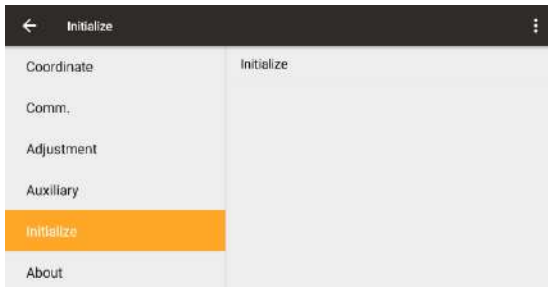 Initialize
Coordinate
Initialize
Comm.
Adjustment
Auxiliary
Initialize
About